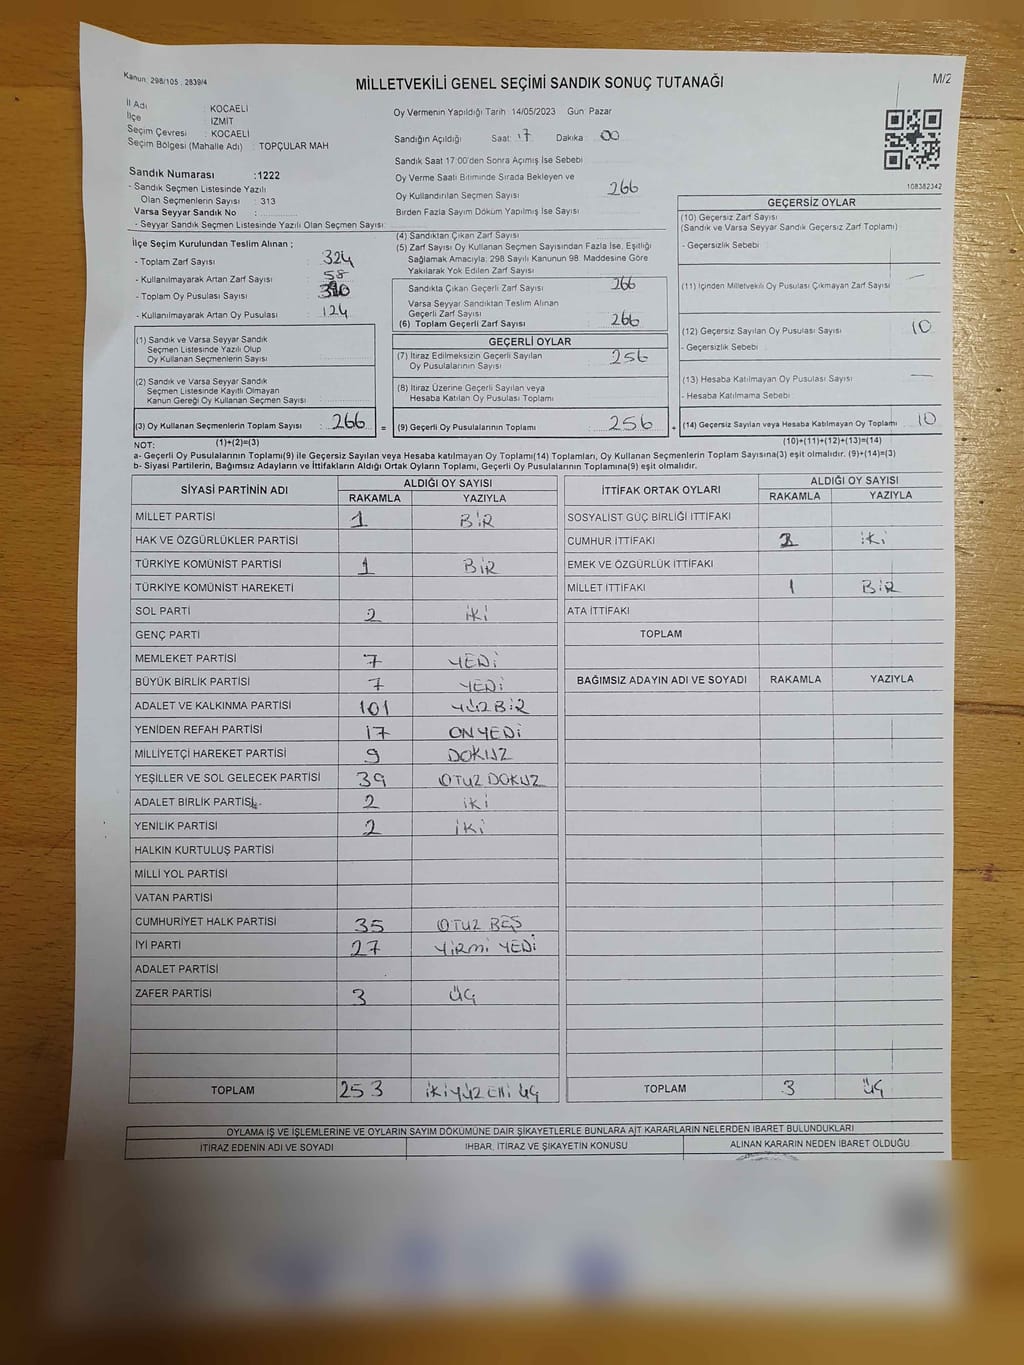 Kanun: 298/105, 2839/4
MİLLETVEKİLİ GENEL SEÇİMİ SANDIK SONUÇ TUTANAĞI
M/2
İl Adı : KOCAELİ
İlçe : İZMİT
Seçim Çevresi : KOCAELİ
Seçim Bölgesi (Mahalle Adı) : TOPÇULAR MAH
Oy Vermenin Yapıldığı Tarih 14/05/2023 Gün Pazar
Sandığın Açıldığı Saat: 17 Dakika: 00
Sandık Saat 17:00'den Sonra Açımış İse Sebebi
Sandık Numarası :1222
- Sandık Seçmen Listesinde Yazılı
Olan Seçmenlerin Sayısı : 313
Varsa Seyyar Sandık No :
- Seyyar Sandık Seçmen Listesinde Yazılı Olan Seçmen Sayısı:
Oy Verme Saati Bitiminde Sırada Bekleyen ve
Oy Kullandırılan Seçmen Sayısı 266
Birden Fazla Sayım Döküm Yapılmış İse Sayısı
108382342
İlçe Seçim Kurulundan Teslim Alınan ;
- Toplam Zarf Sayısı : 324
- Kullanılmayarak Artan Zarf Sayısı : 58
- Toplam Oy Pusulası Sayısı : 390
- Kullanılmayarak Artan Oy Pusulası : 124
(1) Sandık ve Varsa Seyyar Sandık
Seçmen Listesinde Yazılı Olup
Oy Kullanan Seçmenlerin Sayısı
(2) Sandık ve Varsa Seyyar Sandık
Seçmen Listesinde Kayıtlı Olmayan
Kanun Gereği Oy Kullanan Seçmen Sayısı
(3) Oy Kullanan Seçmenlerin Toplam Sayısı : 266 =
(4) Sandıktan Çıkan Zarf Sayısı
(5) Zarf Sayısı Oy Kullanan Seçmen Sayısından Fazla İse, Eşitliği
Sağlamak Amacıyla; 298 Sayılı Kanunun 98. Maddesine Göre
Yakılarak Yok Edilen Zarf Sayısı
Sandıkta Çıkan Geçerli Zarf Sayısı 266
Varsa Seyyar Sandıktan Teslim Alınan
Geçerli Zarf Sayısı
(6) Toplam Geçerli Zarf Sayısı : 266
GEÇERLİ OYLAR
(7) İtiraz Edilmeksizin Geçerli Sayılan 256
Oy Pusulalarının Sayısı
(8) İtiraz Üzerine Geçerli Sayılan veya
Hesaba Katılan Oy Pusulası Toplamı
(9) Geçerli Oy Pusulalarının Toplamı : 256 +
GEÇERSİZ OYLAR
(10) Geçersiz Zarf Sayısı
(Sandık ve Varsa Seyyar Sandık Geçersiz Zarf Toplamı)
- Geçersizlik Sebebi
(11) İçinden Milletvekili Oy Pusulası Çıkmayan Zarf Sayısı —
(12) Geçersiz Sayılan Oy Pusulası Sayısı 10
- Geçersizlik Sebebi
(13) Hesaba Katılmayan Oy Pusulası Sayısı —
- Hesaba Katılmama Sebebi
(14) Geçersiz Sayılan veya Hesaba Katılmayan Oy Toplamı 10
NOT: (1)+(2)=(3) (10)+(11)+(12)+(13)=(14)
a- Geçerli Oy Pusulalarının Toplamı(9) ile Geçersiz Sayılan veya Hesaba katılmayan Oy Toplamı(14) Toplamları, Oy Kullanan Seçmenlerin Toplam Sayısına(3) eşit olmalıdır. (9)+(14)=(3)
b- Siyasi Partilerin, Bağımsız Adayların ve İttifakların Aldığı Ortak Oyların Toplamı, Geçerli Oy Pusulalarının Toplamına(9) eşit olmalıdır.
SİYASİ PARTİNİN ADI ALDIĞI OY SAYISI
RAKAMLA YAZIYLA
MİLLET PARTİSİ 1 BİR
HAK VE ÖZGÜRLÜKLER PARTİSİ
TÜRKİYE KOMÜNİST PARTİSİ 1 BİR
TÜRKİYE KOMÜNİST HAREKETİ
SOL PARTİ 2 İKİ
GENÇ PARTİ
MEMLEKET PARTİSİ 7 YEDİ
BÜYÜK BİRLİK PARTİSİ 7 YEDİ
ADALET VE KALKINMA PARTİSİ 101 YÜZ BİR
YENİDEN REFAH PARTİSİ 17 ONYEDİ
MİLLİYETÇİ HAREKET PARTİSİ 9 DOKUZ
YEŞİLLER VE SOL GELECEK PARTİSİ 39 OTUZ DOKUZ
ADALET BİRLİK PARTİSİ 2 İKİ
YENİLİK PARTİSİ 2 İKİ
HALKIN KURTULUŞ PARTİSİ
MİLLİ YOL PARTİSİ
VATAN PARTİSİ
CUMHURİYET HALK PARTİSİ 35 OTUZ BEŞ
İYİ PARTİ 27 YİRMİ YEDİ
ADALET PARTİSİ
ZAFER PARTİSİ 3 ÜÇ
TOPLAM 253 İKİ YÜZ ELLİ ÜÇ
İTTİFAK ORTAK OYLARI ALDIĞI OY SAYISI
RAKAMLA YAZIYLA
SOSYALİST GÜÇ BİRLİĞİ İTTİFAKI
CUMHUR İTTİFAKI 2 İKİ
EMEK VE ÖZGÜRLÜK İTTİFAKI
MİLLET İTTİFAKI 1 BİR
ATA İTTİFAKI
TOPLAM
BAĞIMSIZ ADAYIN ADI VE SOYADI RAKAMLA YAZIYLA
TOPLAM 3 ÜÇ
OYLAMA İŞ VE İŞLEMLERİNE VE OYLARIN SAYIM DÖKÜMÜNE DAİR ŞİKAYETLERLE BUNLARA AİT KARARLARIN NELERDEN İBARET BULUNDUKLARI
İTİRAZ EDENİN ADI VE SOYADI İHBAR, İTİRAZ VE ŞİKAYETİN KONUSU ALINAN KARARIN NEDEN İBARET OLDUĞU